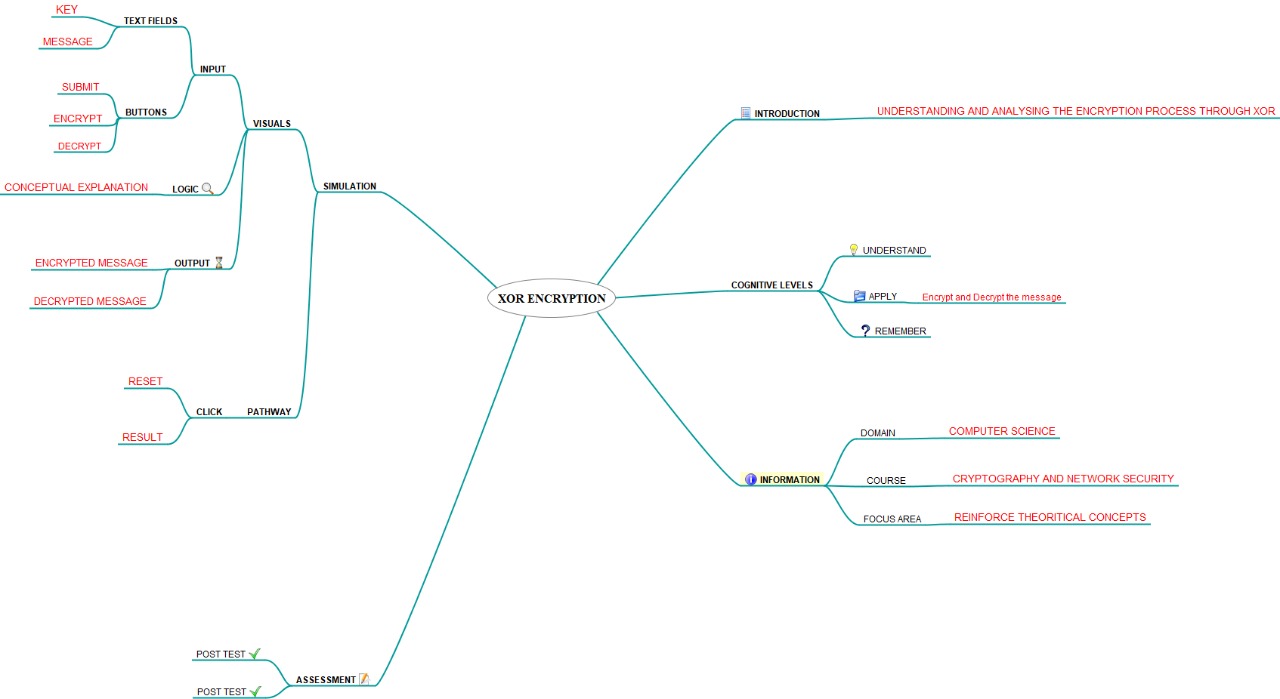 XOR ENCRYPTION
INTRODUCTION
UNDERSTANDING AND ANALYSING THE ENCRYPTION PROCESS THROUGH XOR
COGNITIVE LEVELS
UNDERSTAND
APPLY
Encrypt and Decrypt the message
REMEMBER
INFORMATION
DOMAIN
COMPUTER SCIENCE
COURSE
CRYPTOGRAPHY AND NETWORK SECURITY
FOCUS AREA
REINFORCE THEORITICAL CONCEPTS
SIMULATION
VISUALS
INPUT
TEXT FIELDS
KEY
MESSAGE
BUTTONS
SUBMIT
ENCRYPT
DECRYPT
LOGIC
CONCEPTUAL EXPLANATION
OUTPUT
ENCRYPTED MESSAGE
DECRYPTED MESSAGE
PATHWAY
CLICK
RESET
RESULT
ASSESSMENT
POST TEST
POST TEST